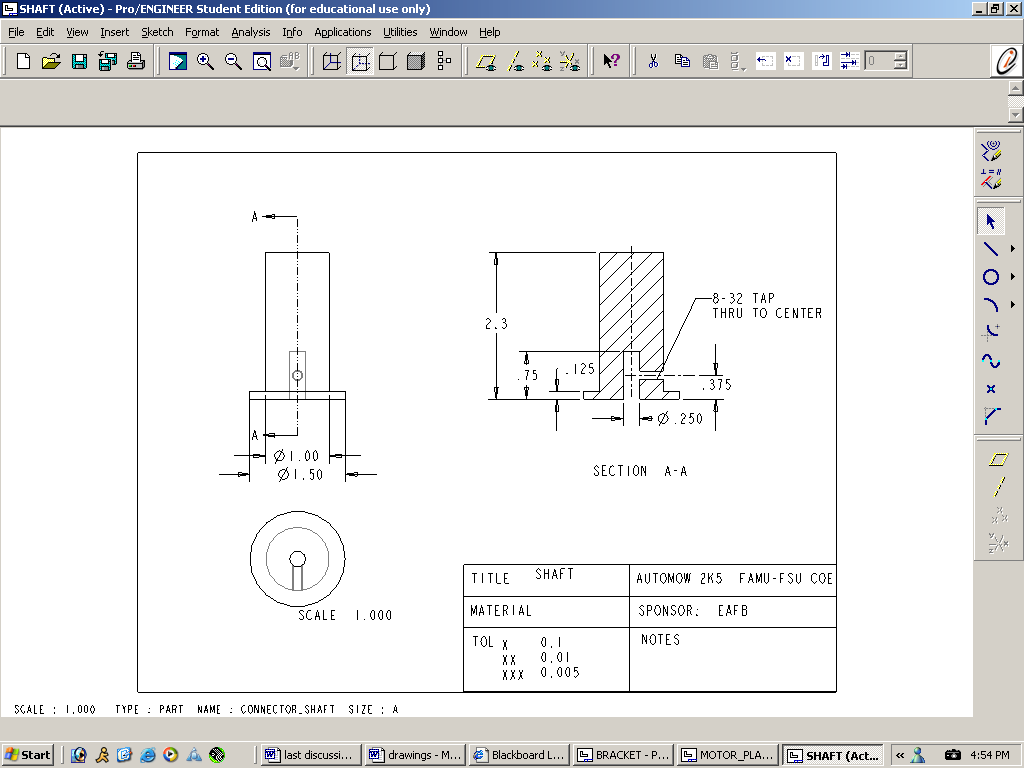 SHAFT (Active) - Pro/ENGINEER Student Edition (for educational use only)
File Edit View Insert Sketch Format Analysis Info Applications Utilities Window Help
0
A
A
Ø1.00
Ø1.50
2.3
.75
.125
8-32 TAP
THRU TO CENTER
.375
Ø.250
SECTION A-A
SCALE 1.000
TITLE SHAFT
AUTOMOW 2K5 FAMU-FSU COE
MATERIAL
SPONSOR: EAFB
TOL X 0.1
XX 0.01
XXX 0.005
NOTES
SCALE : 1.000 TYPE : PART NAME : CONNECTOR_SHAFT SIZE : A
Start
last discussi...
drawings - M...
Blackboard L...
BRACKET - P...
MOTOR_PLA...
SHAFT (Act...
«
4:54 PM